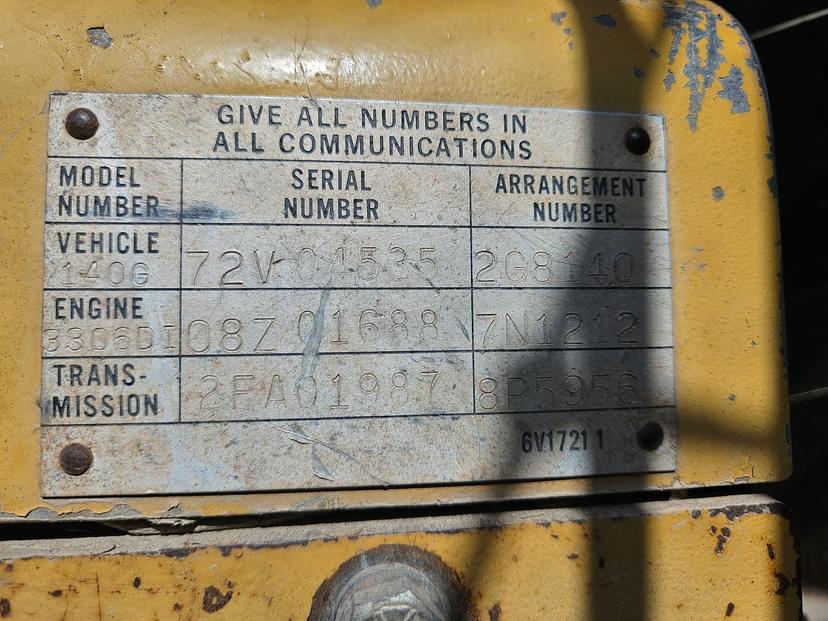 GIVE ALL NUMBERS IN
ALL COMMUNICATIONS
MODEL NUMBER SERIAL NUMBER ARRANGEMENT NUMBER
VEHICLE
140G 72V04535 2G8140
ENGINE
3306DI 08Z01688 7N1212
TRANS-
MISSION 2FA01987 8P5956
6V1721 1